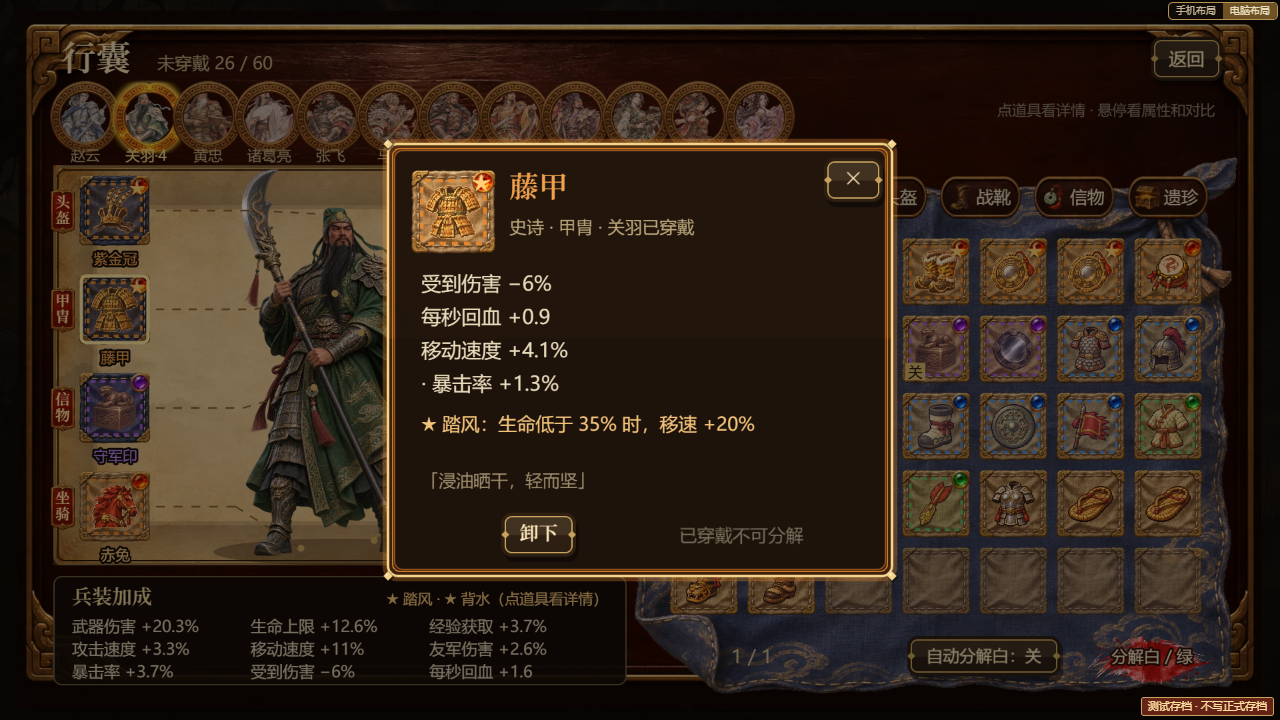 手机布局 电脑布局
行囊 未穿戴 26 / 60
返回
点道具看详情 · 悬停看属性和对比
赵云 关羽·4 黄忠 诸葛亮 张飞
头盔
紫金冠
甲胄
藤甲
信物
守军印
坐骑
赤兔
盔 战靴 信物 遗珍
关
藤甲
史诗 · 甲胄 · 关羽已穿戴
受到伤害 −6%
每秒回血 +0.9
移动速度 +4.1%
· 暴击率 +1.3%
★ 踏风：生命低于 35% 时，移速 +20%
「浸油晒干，轻而坚」
卸下 已穿戴不可分解
兵装加成 ★ 踏风 · ★ 背水（点道具看详情）
武器伤害 +20.3% 生命上限 +12.6% 经验获取 +3.7%
攻击速度 +3.3% 移动速度 +11% 友军伤害 +2.6%
暴击率 +3.7% 受到伤害 −6% 每秒回血 +1.6
1 / 1 自动分解白：关 分解白 / 绿
测试存档 · 不写正式存档